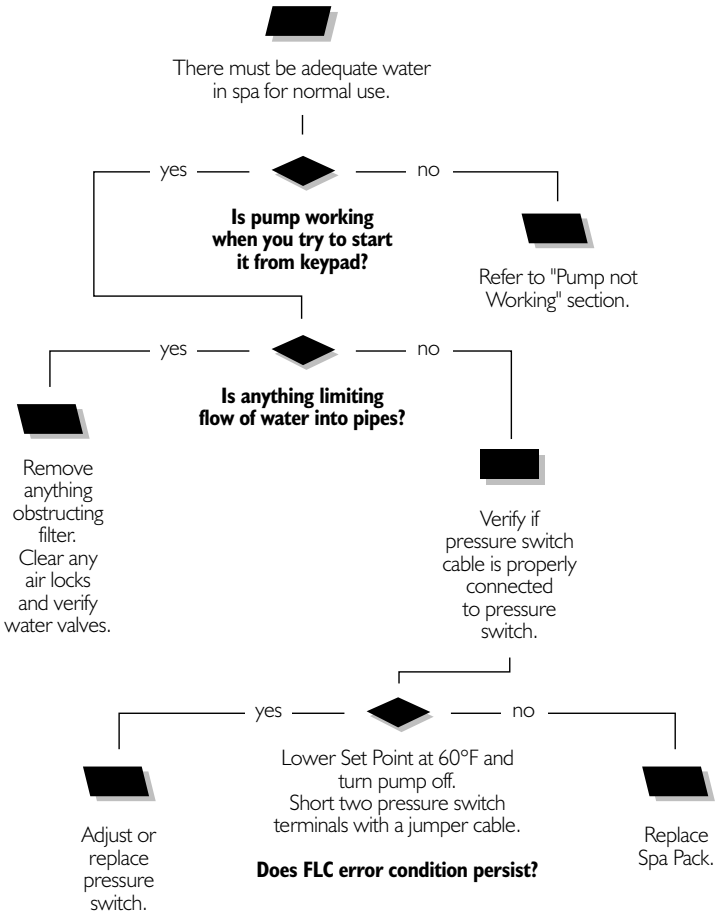 There must be adequate water
in spa for normal use.
yes
no
Is pump working
when you try to start
it from keypad?
Refer to "Pump not
Working" section.
yes
no
Is anything limiting
flow of water into pipes?
Remove
anything
obstructing
filter.
Clear any
air locks
and verify
water valves.
Verify if
pressure switch
cable is properly
connected
to pressure
switch.
yes
no
Lower Set Point at 60°F and
turn pump off.
Short two pressure switch
terminals with a jumper cable.
Does FLC error condition persist?
Adjust or
replace
pressure
switch.
Replace
Spa Pack.